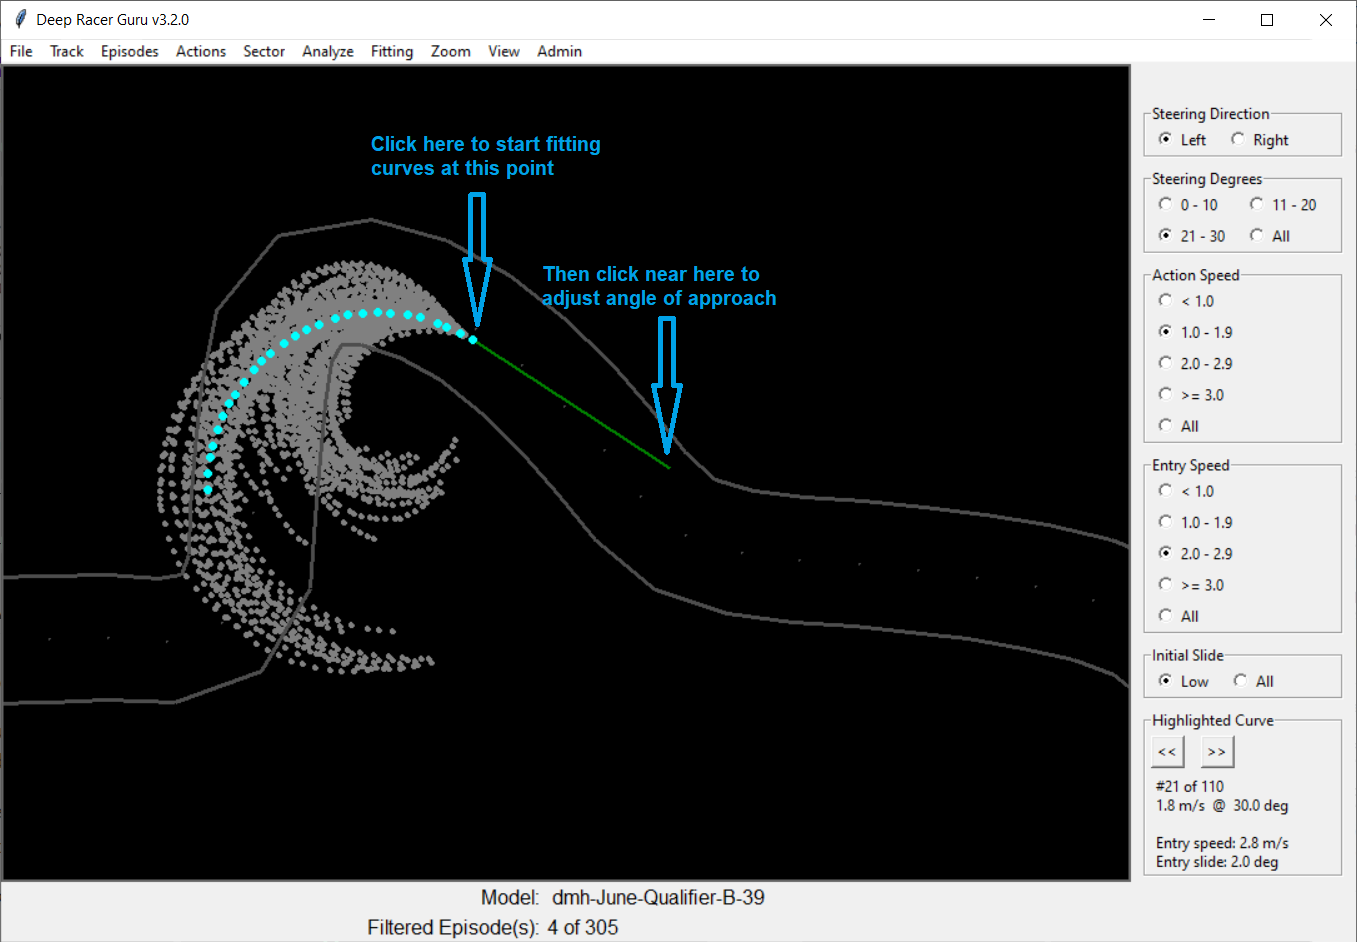 Deep Racer Guru v3.2.0
File Track Episodes Actions Sector Analyze Fitting Zoom View Admin
Click here to start fitting
curves at this point
Then click near here to
adjust angle of approach
Steering Direction
Left Right
Steering Degrees
0 - 10 11 - 20
21 - 30 All
Action Speed
< 1.0
1.0 - 1.9
2.0 - 2.9
>= 3.0
All
Entry Speed
< 1.0
1.0 - 1.9
2.0 - 2.9
>= 3.0
All
Initial Slide
Low All
Highlighted Curve
<< >>
#21 of 110
1.8 m/s @ 30.0 deg
Entry speed: 2.8 m/s
Entry slide: 2.0 deg
Model: dmh-June-Qualifier-B-39
Filtered Episode(s): 4 of 305